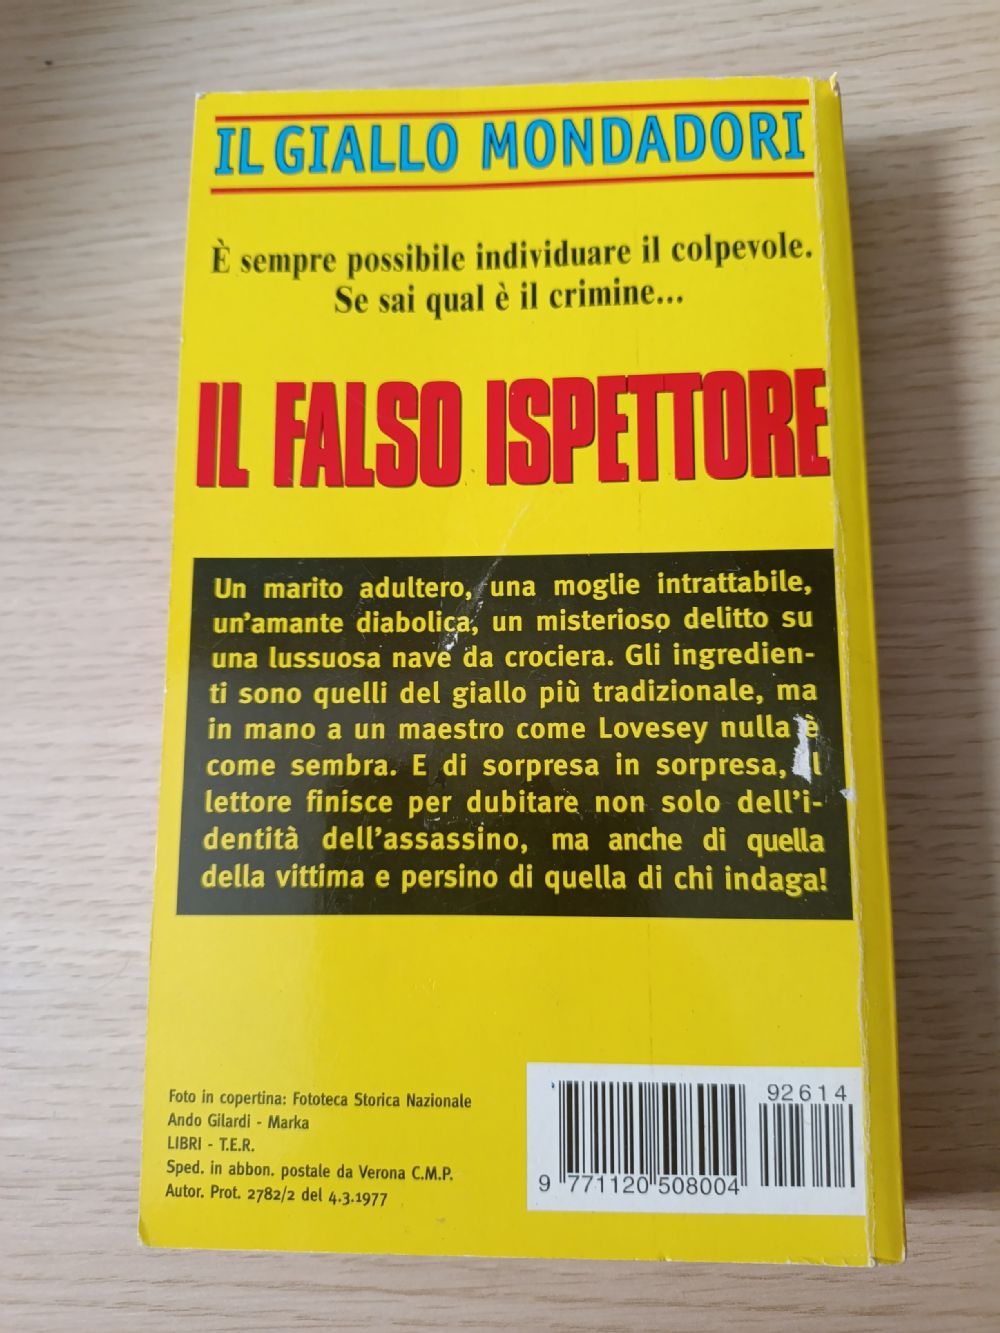 IL GIALLO MONDADORI
È sempre possibile individuare il colpevole.
Se sai qual è il crimine...
IL FALSO ISPETTORE
Un marito adultero, una moglie intrattabile,
un'amante diabolica, un misterioso delitto su
una lussuosa nave da crociera. Gli ingredien-
ti sono quelli del giallo più tradizionale, ma
in mano a un maestro come Lovesey nulla è
come sembra. E di sorpresa in sorpresa, il
lettore finisce per dubitare non solo dell'i-
dentità dell'assassino, ma anche di quella
della vittima e persino di quella di chi indaga!
Foto in copertina: Fototeca Storica Nazionale
Ando Gilardi - Marka
LIBRI - T.E.R.
Sped. in abbon. postale da Verona C.M.P.
Autor. Prot. 2782/2 del 4.3.1977
92614
9 771120 508004